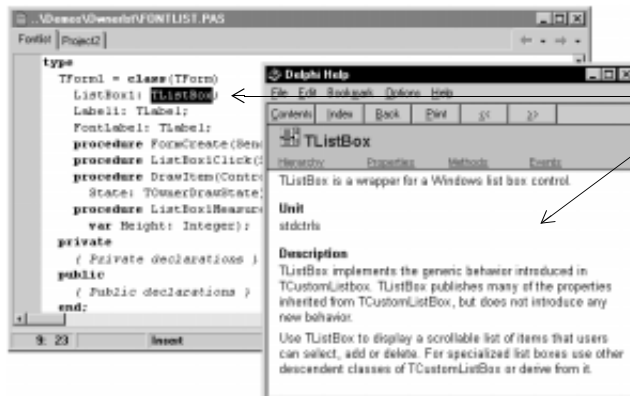 ..\Demos\Ownerlst\FONTLIST.PAS
Fontlist Project2
type
TForm1 = class(TForm)
ListBox1: TListBox;
Label1: TLabel;
FontLabel: TLabel;
procedure FormCreate(Send
procedure ListBox1Click(S
procedure DrawItem(Contro
State: TOwnerDrawState)
procedure ListBox1Measure
var Height: Integer);
private
{ Private declarations }
public
{ Public declarations }
end;
9: 23 Insert
Delphi Help
File Edit Bookmark Options Help
Contents Index Back Print << >>
TListBox
Hierarchy Properties Methods Events
TListBox is a wrapper for a Windows list box control.
Unit
stdctrls
Description
TListBox implements the generic behavior introduced in
TCustomListbox. TListBox publishes many of the properties
inherited from TCustomListBox, but does not introduce any
new behavior.
Use TListBox to display a scrollable list of items that users
can select, add or delete. For specialized list boxes use other
descendent classes of TCustomListBox or derive from it.